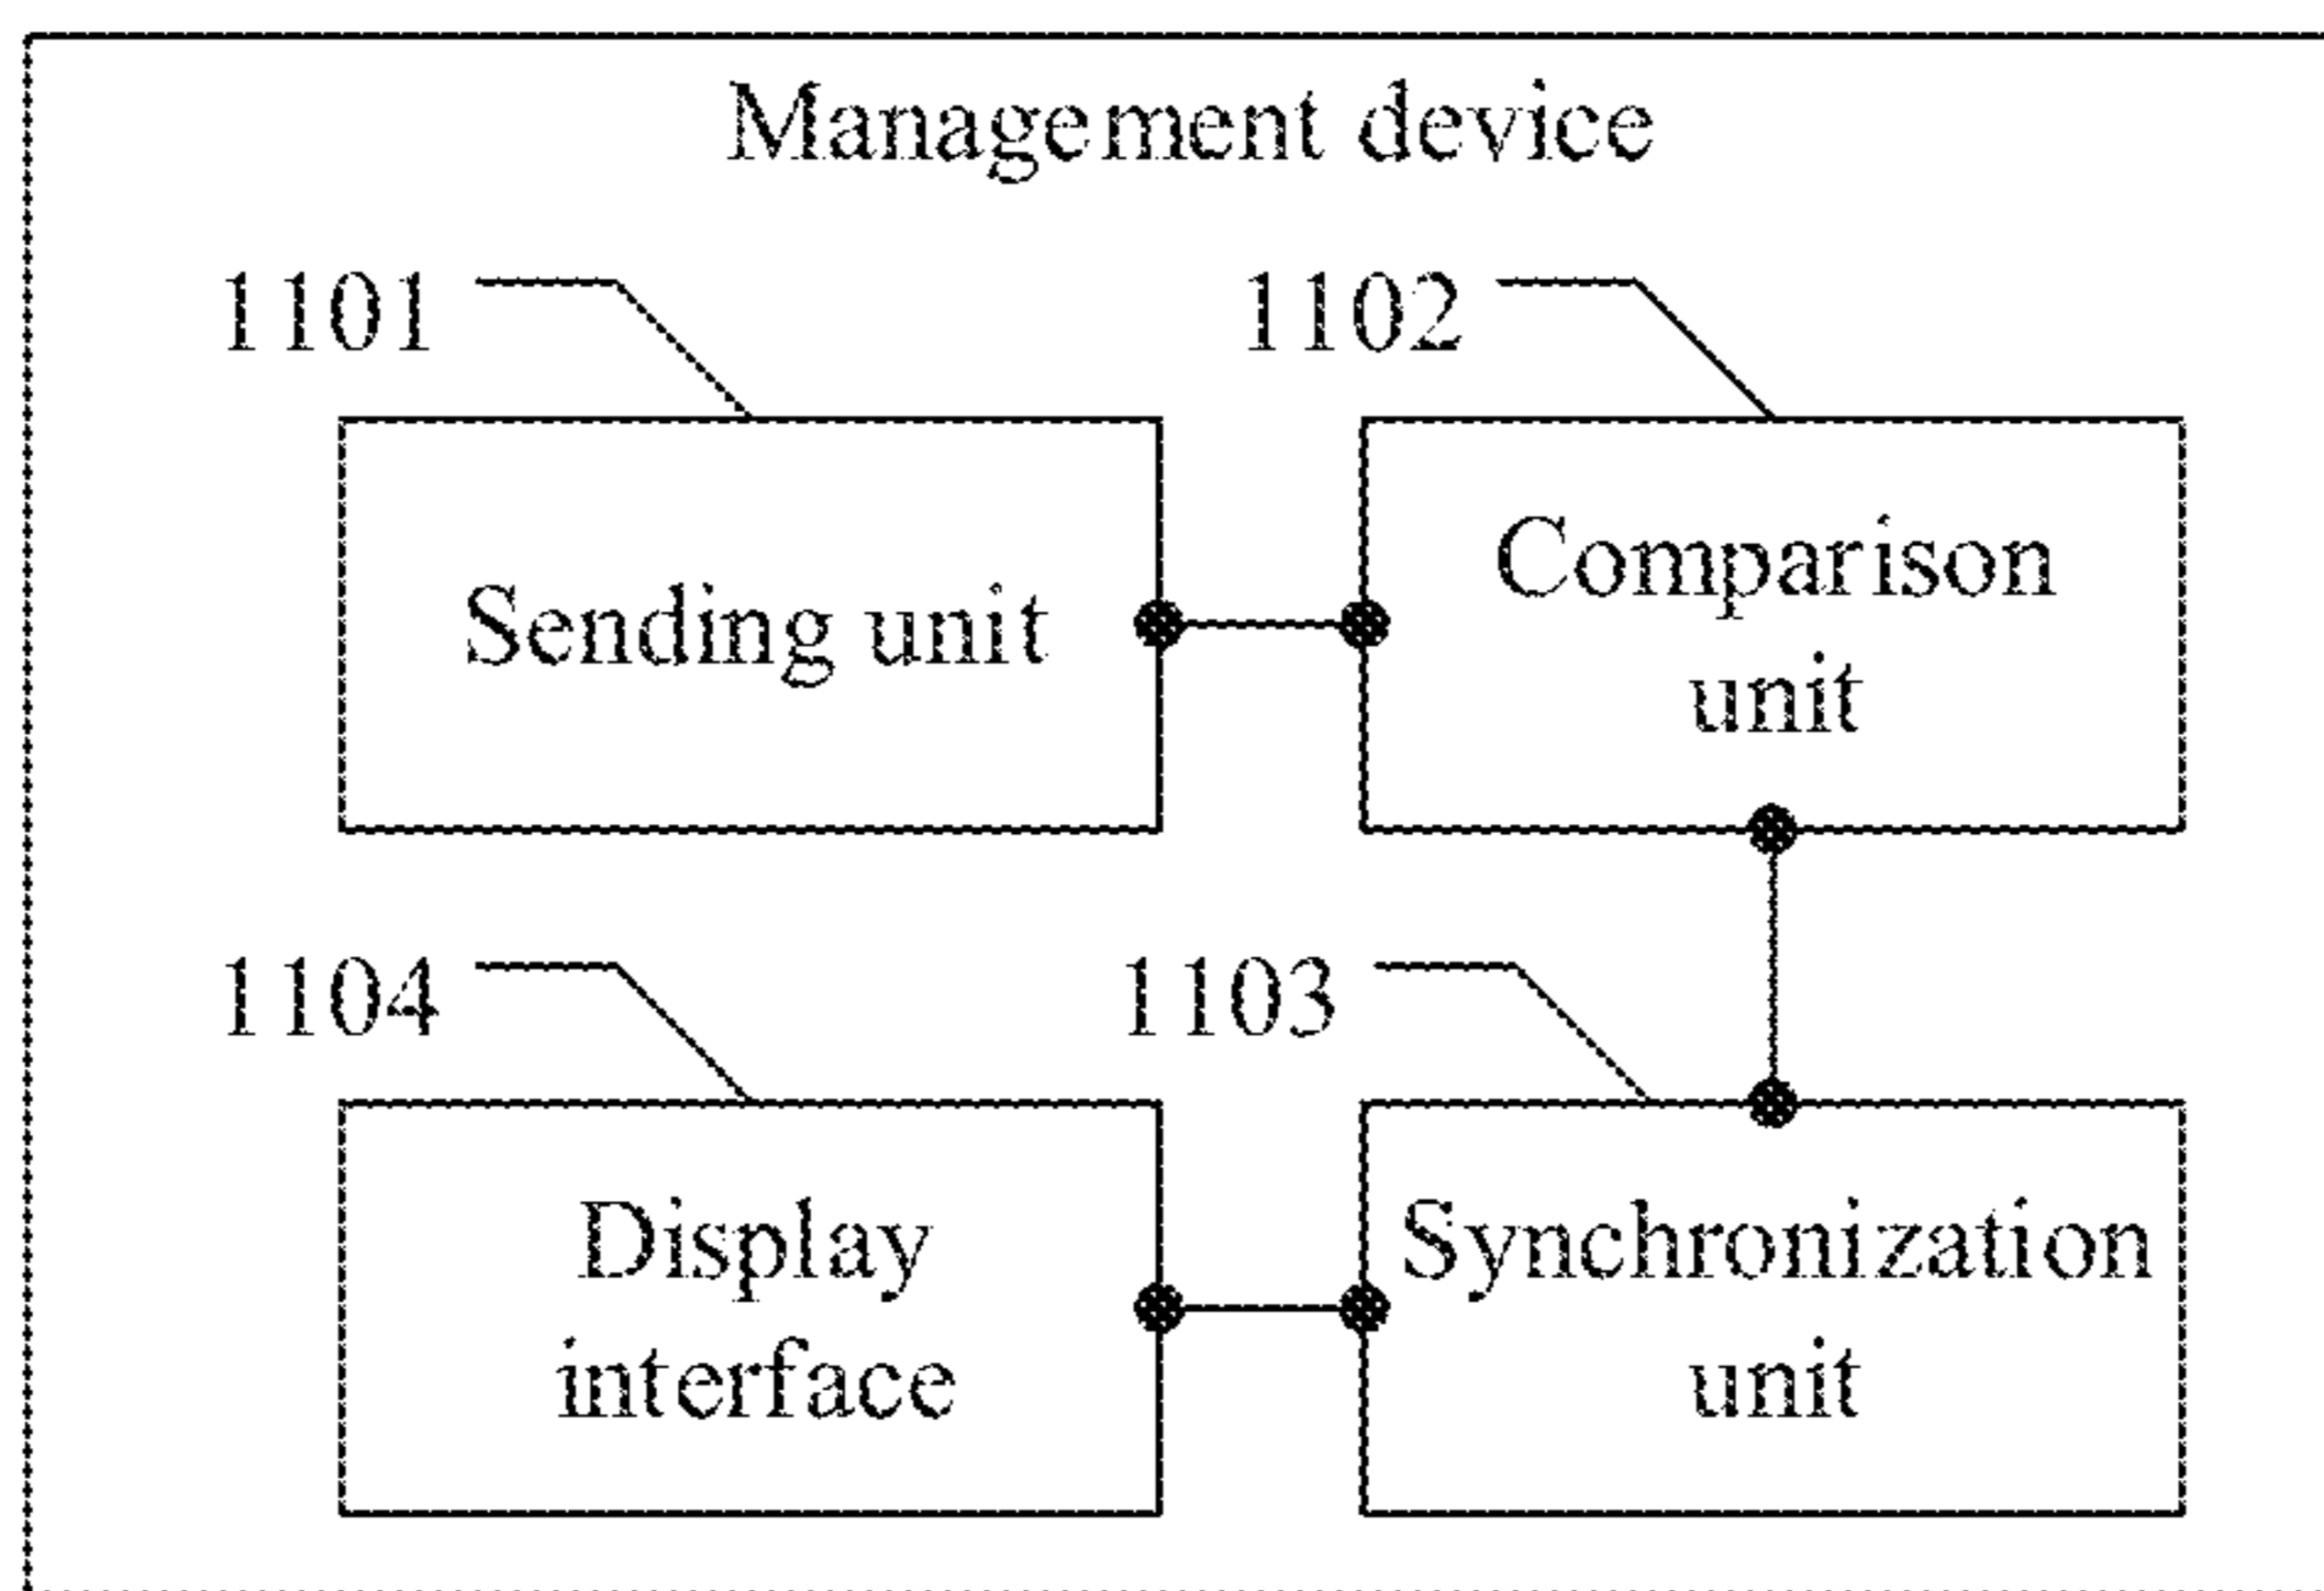 Management device
1101
1102
Sending unit
Comparison
unit
1104
1103
Display
interface
Synchronization
unit